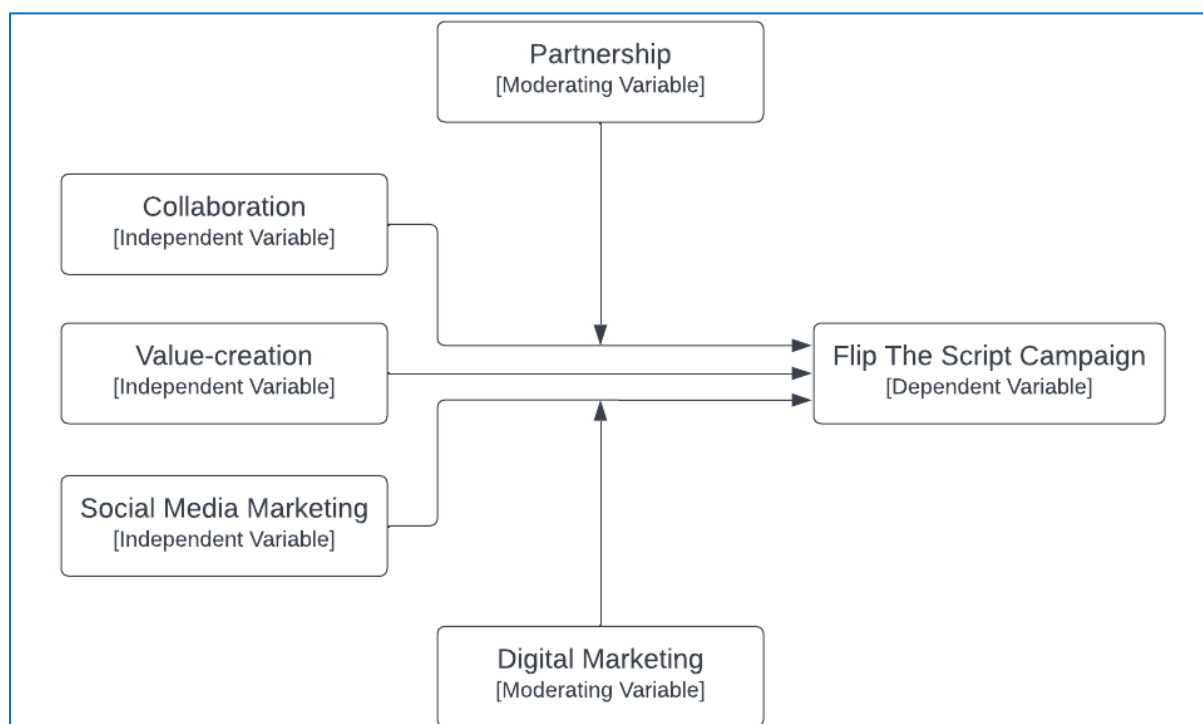 Partnership
[Moderating Variable]
Collaboration
[Independent Variable]
Value-creation
[Independent Variable]
Flip The Script Campaign
[Dependent Variable]
Social Media Marketing
[Independent Variable]
Digital Marketing
[Moderating Variable]